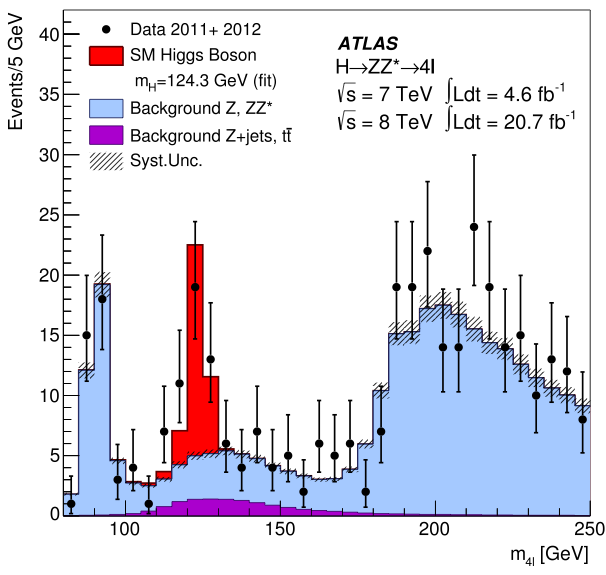 Events/5 GeV
40
35
30
25
20
15
10
5
0
Data 2011+ 2012
SM Higgs Boson
m_H=124.3 GeV (fit)
Background Z, ZZ*
Background Z+jets, tt̄
Syst.Unc.
ATLAS
H→ZZ*→4l
√s = 7 TeV ∫Ldt = 4.6 fb⁻¹
√s = 8 TeV ∫Ldt = 20.7 fb⁻¹
100 150 200 250
m_4l [GeV]